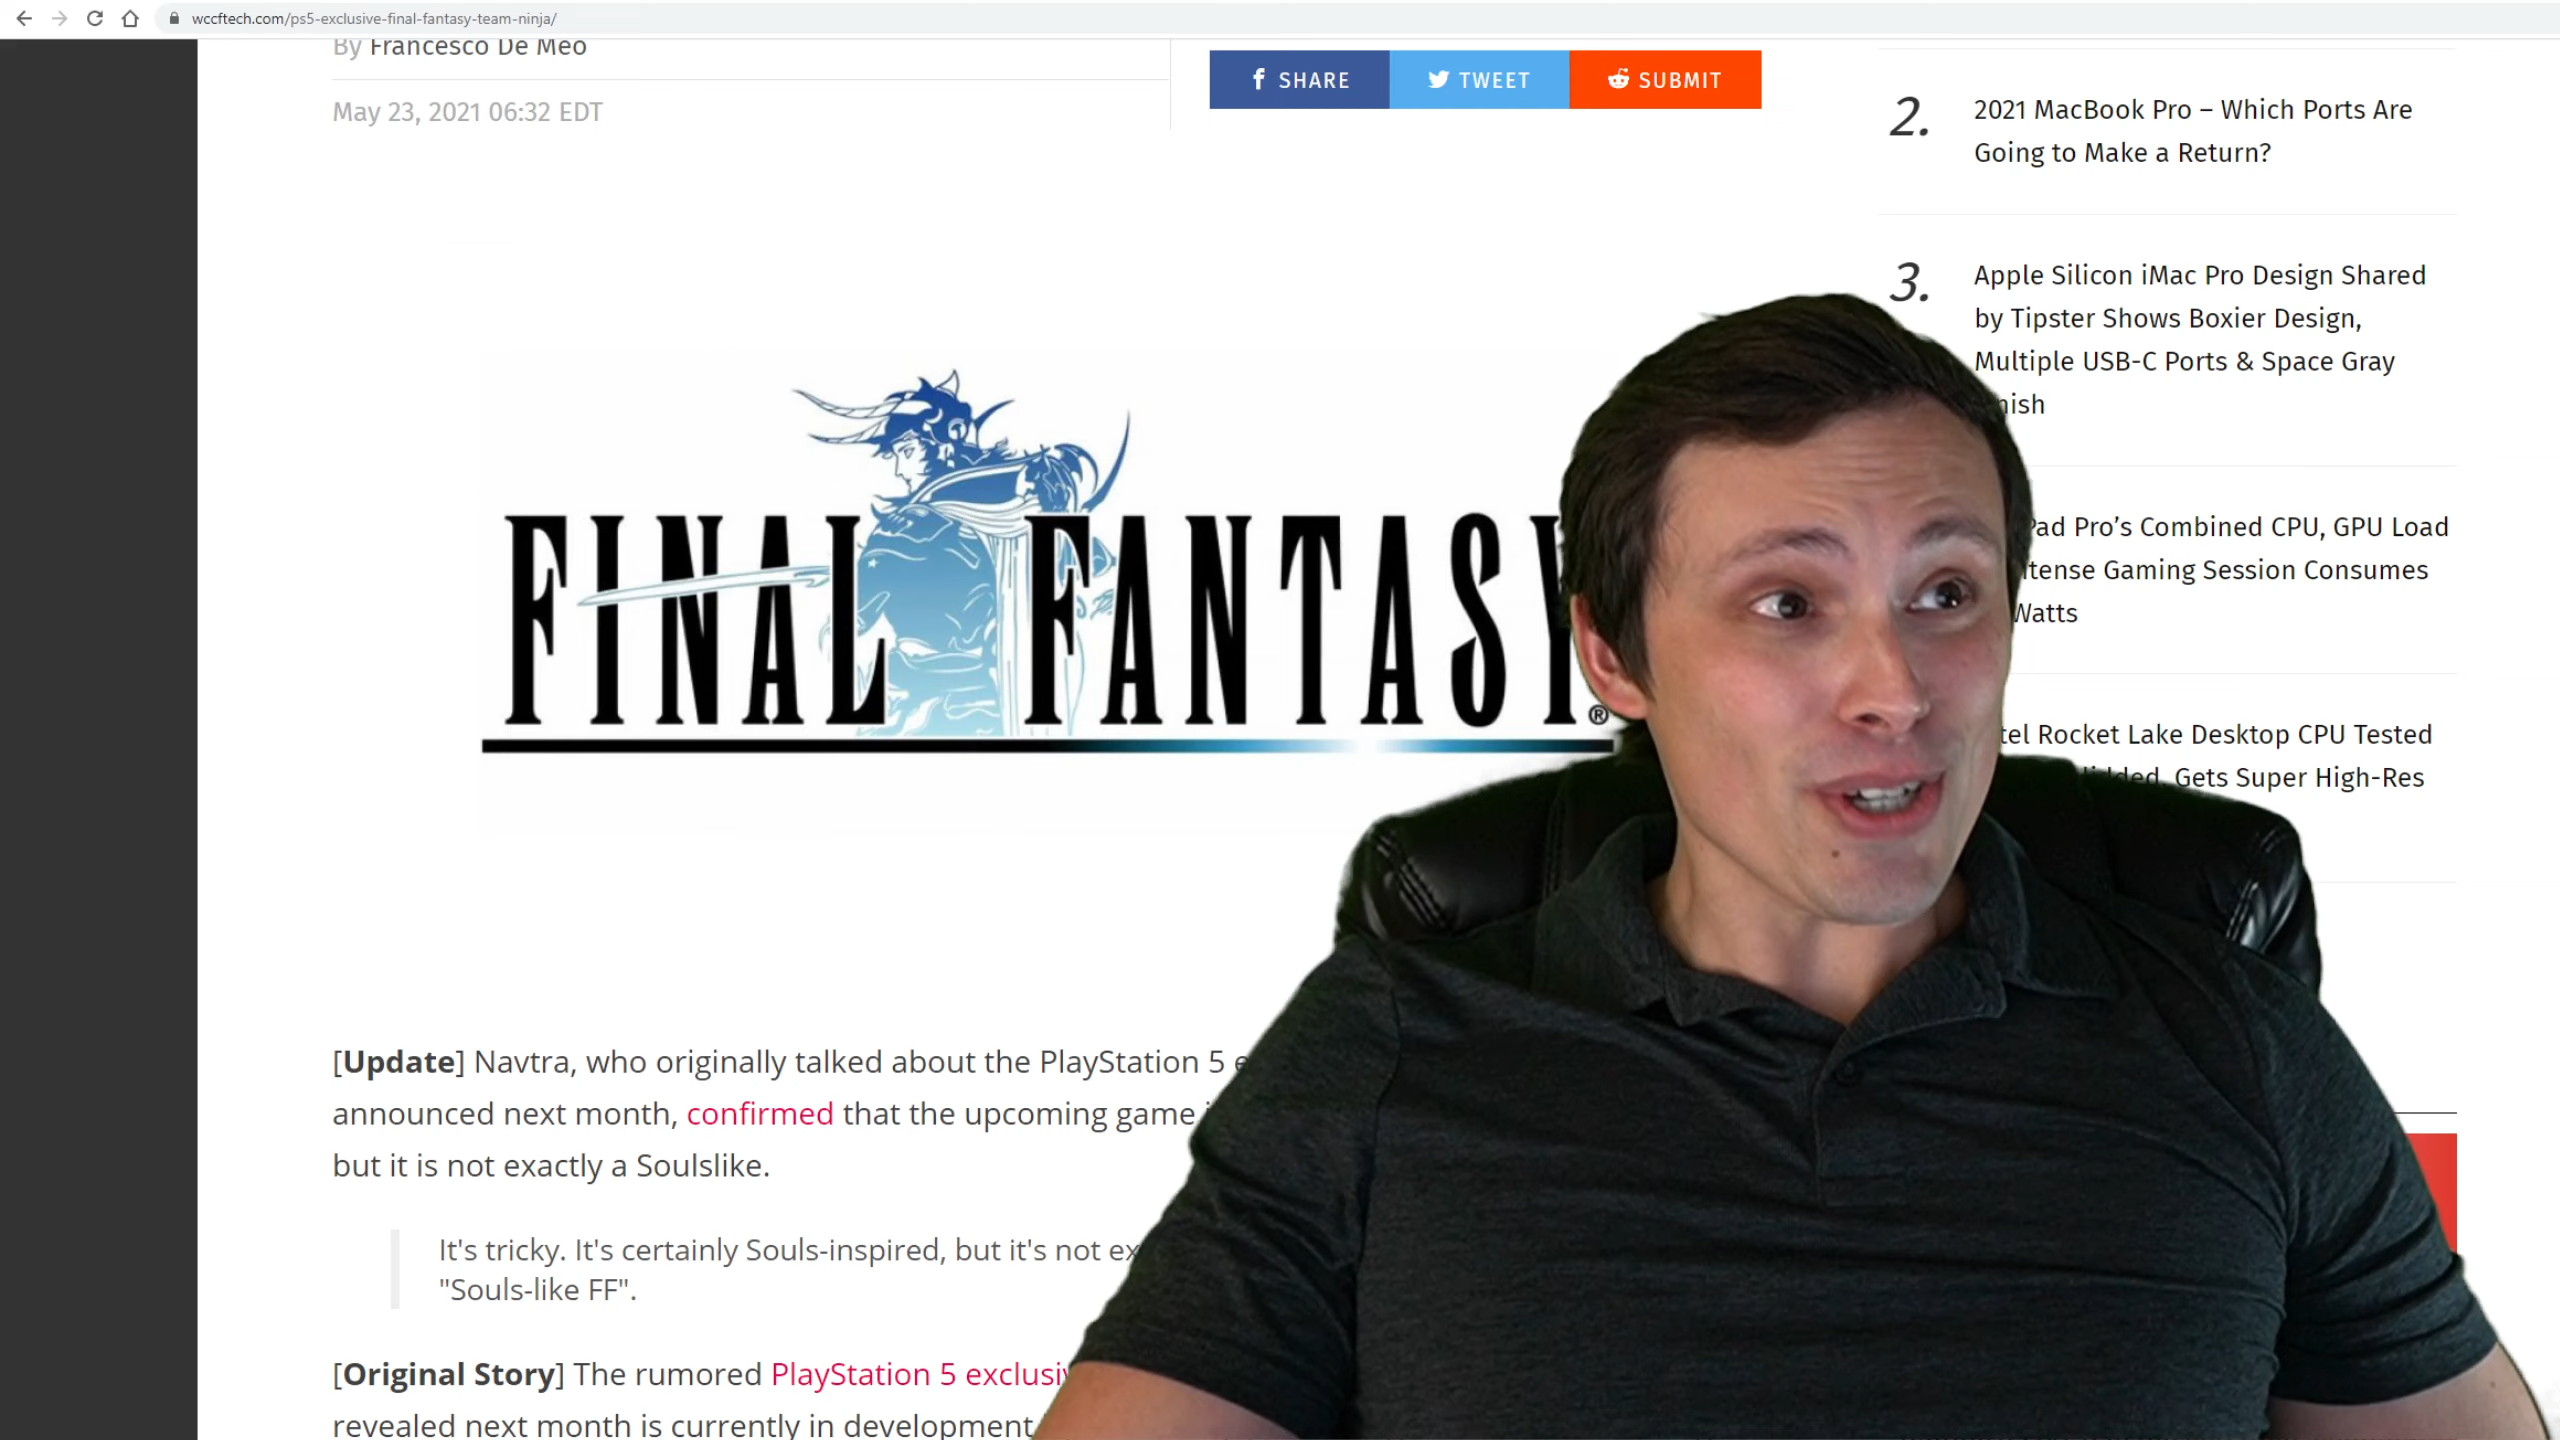 wccftech.com/ps5-exclusive-final-fantasy-team-ninja/
By Francesco De Meo
May 23, 2021 06:32 EDT
SHARE
TWEET
SUBMIT
FINAL FANTASY®
[Update] Navtra, who originally talked about the PlayStation 5
announced next month, confirmed that the upcoming game
but it is not exactly a Soulslike.
It's tricky. It's certainly Souls-inspired, but it's not
"Souls-like FF".
[Original Story] The rumored PlayStation 5
revealed next month is currently in development
2. 2021 MacBook Pro – Which Ports Are
Going to Make a Return?
3. Apple Silicon iMac Pro Design Shared
by Tipster Shows Boxier Design,
Multiple USB-C Ports & Space Gray
Pro's Combined CPU, GPU Load
Gaming Session Consumes
Watts
Rocket Lake Desktop CPU Tested
Gets Super High-Res